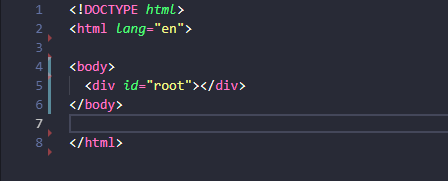 1 <!DOCTYPE html>
2 <html lang="en">
3
4 <body>
5 <div id="root"></div>
6 </body>
7
8 </html>